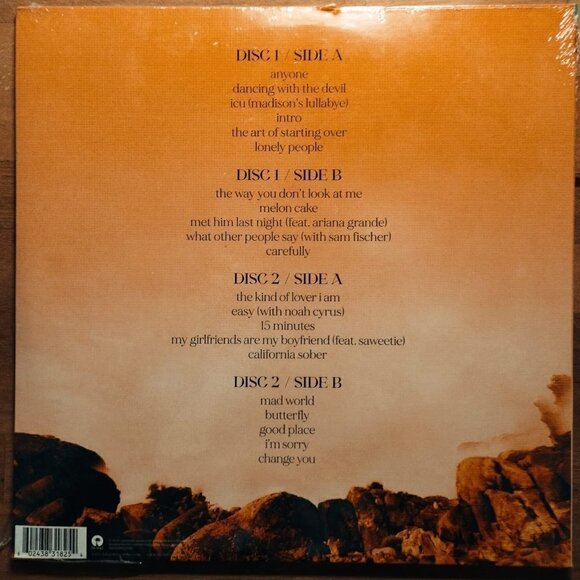 DISC 1 / SIDE A
anyone
dancing with the devil
icu (madison's lullabye)
intro
the art of starting over
lonely people
DISC 1 / SIDE B
the way you don't look at me
melon cake
met him last night (feat. ariana grande)
what other people say (with sam fischer)
carefully
DISC 2 / SIDE A
the kind of lover i am
easy (with noah cyrus)
15 minutes
my girlfriends are my boyfriend (feat. saweetie)
california sober
DISC 2 / SIDE B
mad world
butterfly
good place
i'm sorry
change you
6 02438 31825 4